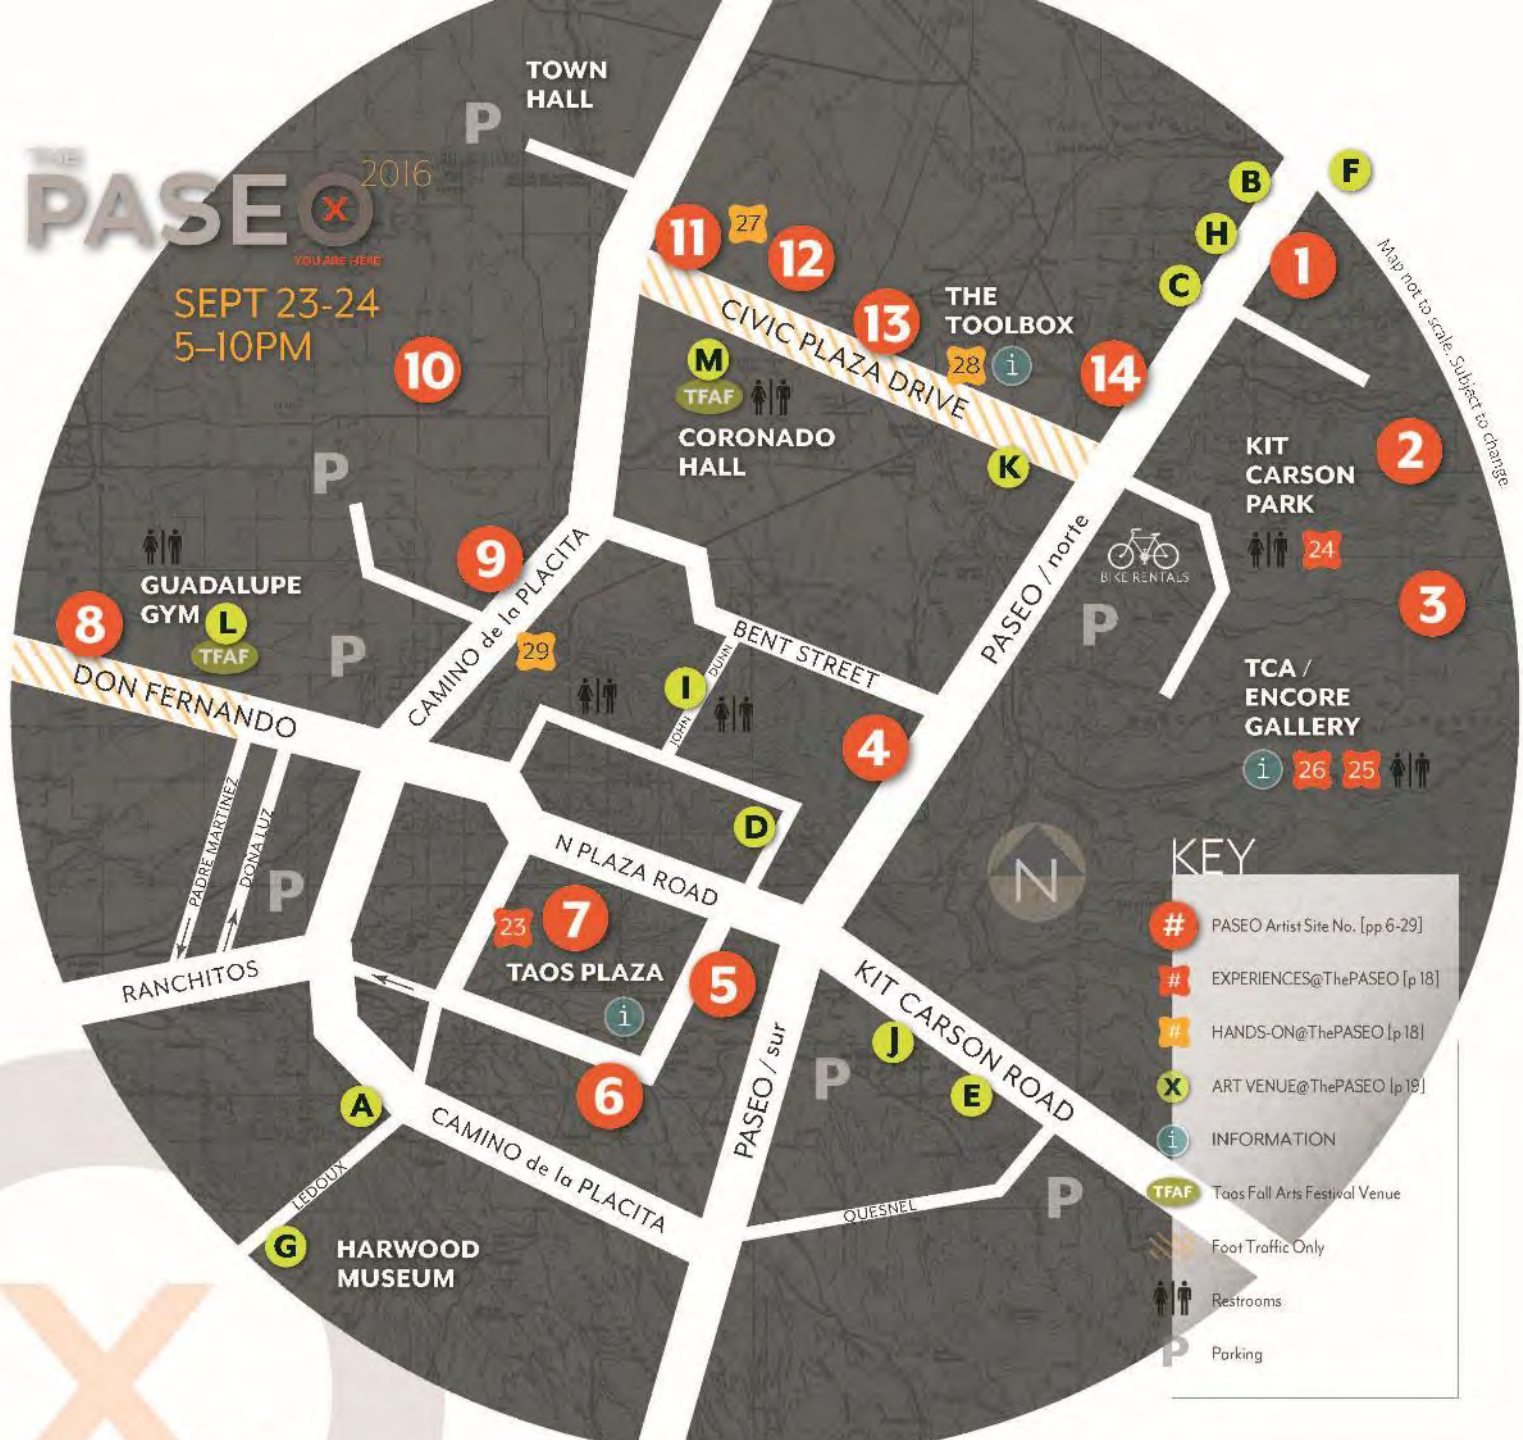 TOWN
HALL
P
THE
PASEO
X
2016
YOU ARE HERE
SEPT 23-24
5–10PM
B
F
H
C
1
11
27
12
13
THE
TOOLBOX
28
i
14
CIVIC PLAZA DRIVE
M
TFAF
CORONADO
HALL
K
10
Map not to scale. Subject to change
KIT
CARSON
PARK
2
24
3
P
9
CAMINO de la PLACITA
PASEO / norte
BIKE RENTALS
P
GUADALUPE
GYM
L
TFAF
8
DON FERNANDO
P
29
BENT STREET
I
JOHN DUNN
4
TCA /
ENCORE
GALLERY
i
26
25
D
N PLAZA ROAD
PADRE MARTINEZ
DONA LUZ
P
23
7
TAOS PLAZA
i
5
N
RANCHITOS
6
PASEO / sur
KIT CARSON ROAD
J
E
P
A
CAMINO de la PLACITA
LEDOUX
G
HARWOOD
MUSEUM
QUESNEL
P
KEY
# PASEO Artist Site No. [pp 6-29]
# EXPERIENCES@ThePASEO [p 18]
# HANDS-ON@ThePASEO [p 18]
X ART VENUE@ThePASEO [p 19]
i INFORMATION
TFAF Taos Fall Arts Festival Venue
Foot Traffic Only
Restrooms
P Parking
X